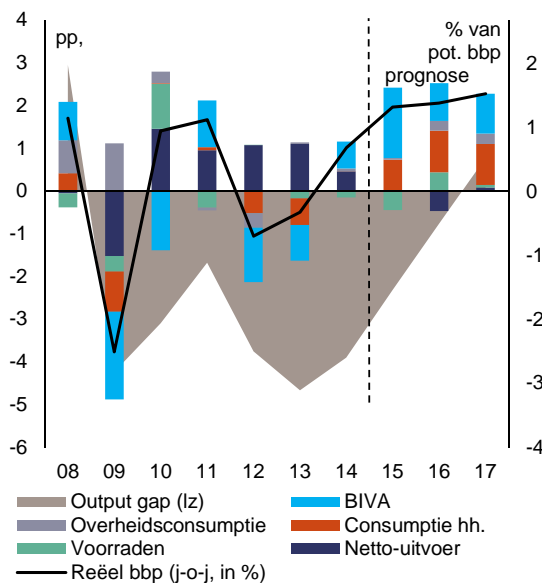 4
pp,
% van
pot. bbp
prognose
3
2
1
0
-1
-2
-3
-4
-5
-6
2
1
0
-1
-2
-3
-4
08 09 10 11 12 13 14 15 16 17
Output gap (lz) BIVA
Overheidsconsumptie Consumptie hh.
Voorraden Netto-uitvoer
Reëel bbp (j-o-j, in %)